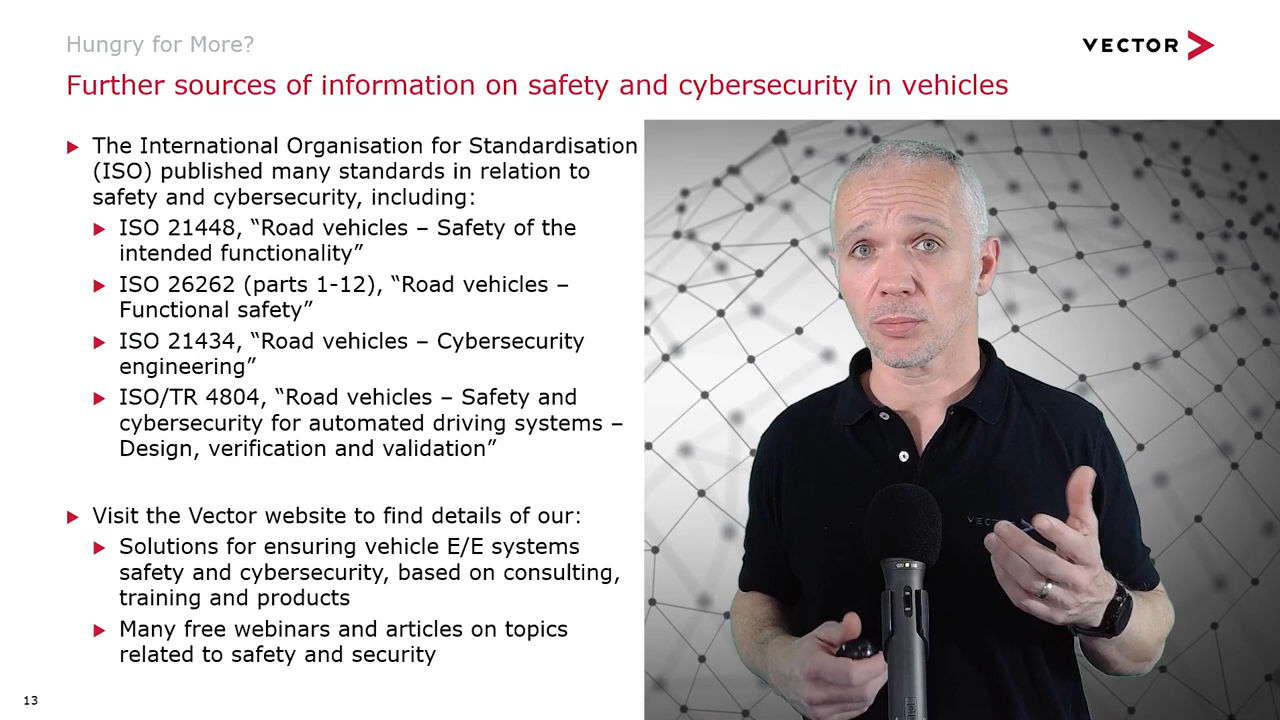 Hungry for More?
VECTOR
Further sources of information on safety and cybersecurity in vehicles
The International Organisation for Standardisation
(ISO) published many standards in relation to
safety and cybersecurity, including:
ISO 21448, “Road vehicles – Safety of the
intended functionality”
ISO 26262 (parts 1-12), “Road vehicles –
Functional safety”
ISO 21434, “Road vehicles – Cybersecurity
engineering”
ISO/TR 4804, “Road vehicles – Safety and
cybersecurity for automated driving systems –
Design, verification and validation”
Visit the Vector website to find details of our:
Solutions for ensuring vehicle E/E systems
safety and cybersecurity, based on consulting,
training and products
Many free webinars and articles on topics
related to safety and security
13